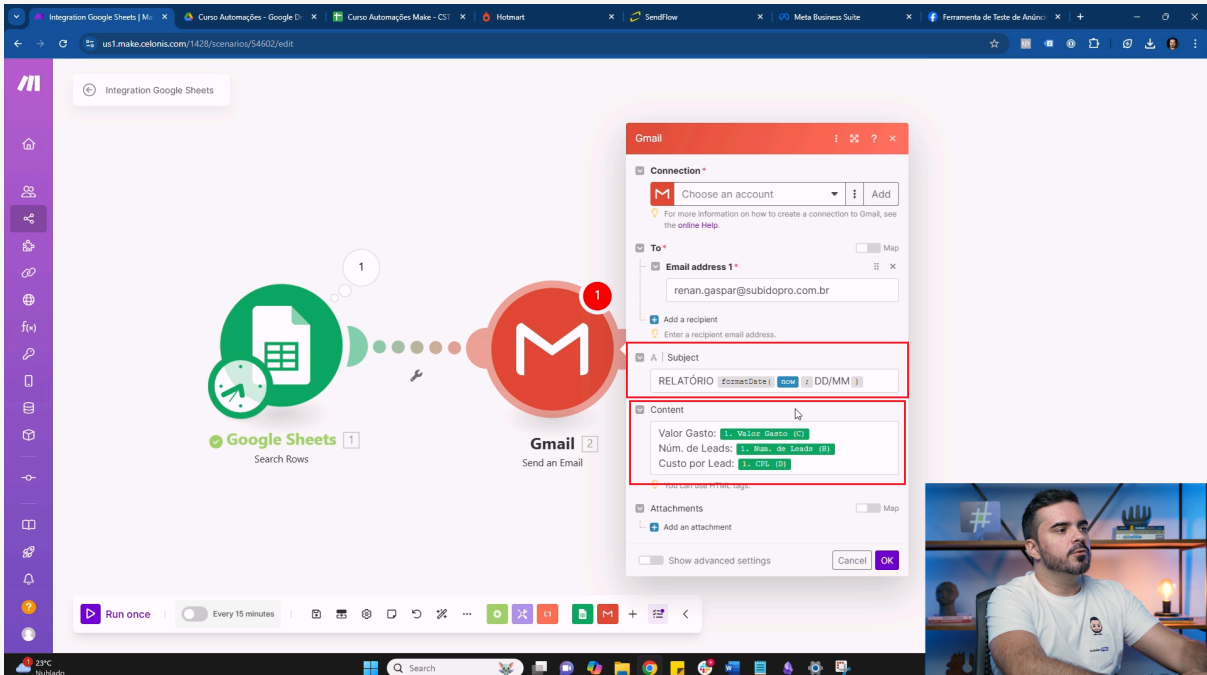 Integration Google Sheets | Ma
Curso Automações - Google Dr
Curso Automações Make - CST
Hotmart
SendFlow
Meta Business Suite
Ferramenta de Teste de Anúnci
us1.make.celonis.com/1428/scenarios/54602/edit
Integration Google Sheets
Gmail
Connection *
Choose an account
Add
For more information on how to create a connection to Gmail, see
the online Help.
To *
Map
Email address 1 *
renan.gaspar@subidopro.com.br
Add a recipient
Enter a recipient email address.
A | Subject
RELATÓRIO formatDate( now ; DD/MM )
Content
Valor Gasto: 1. Valor Gasto (C)
Núm. de Leads: 1. Num. de Leads (B)
Custo por Lead: 1. CPL (D)
You can use HTML tags.
Attachments
Map
Add an attachment
Show advanced settings
Cancel
OK
1
1
Google Sheets 1
Search Rows
Gmail 2
Send an Email
Run once
Every 15 minutes
1
23°C
Nublado
Search